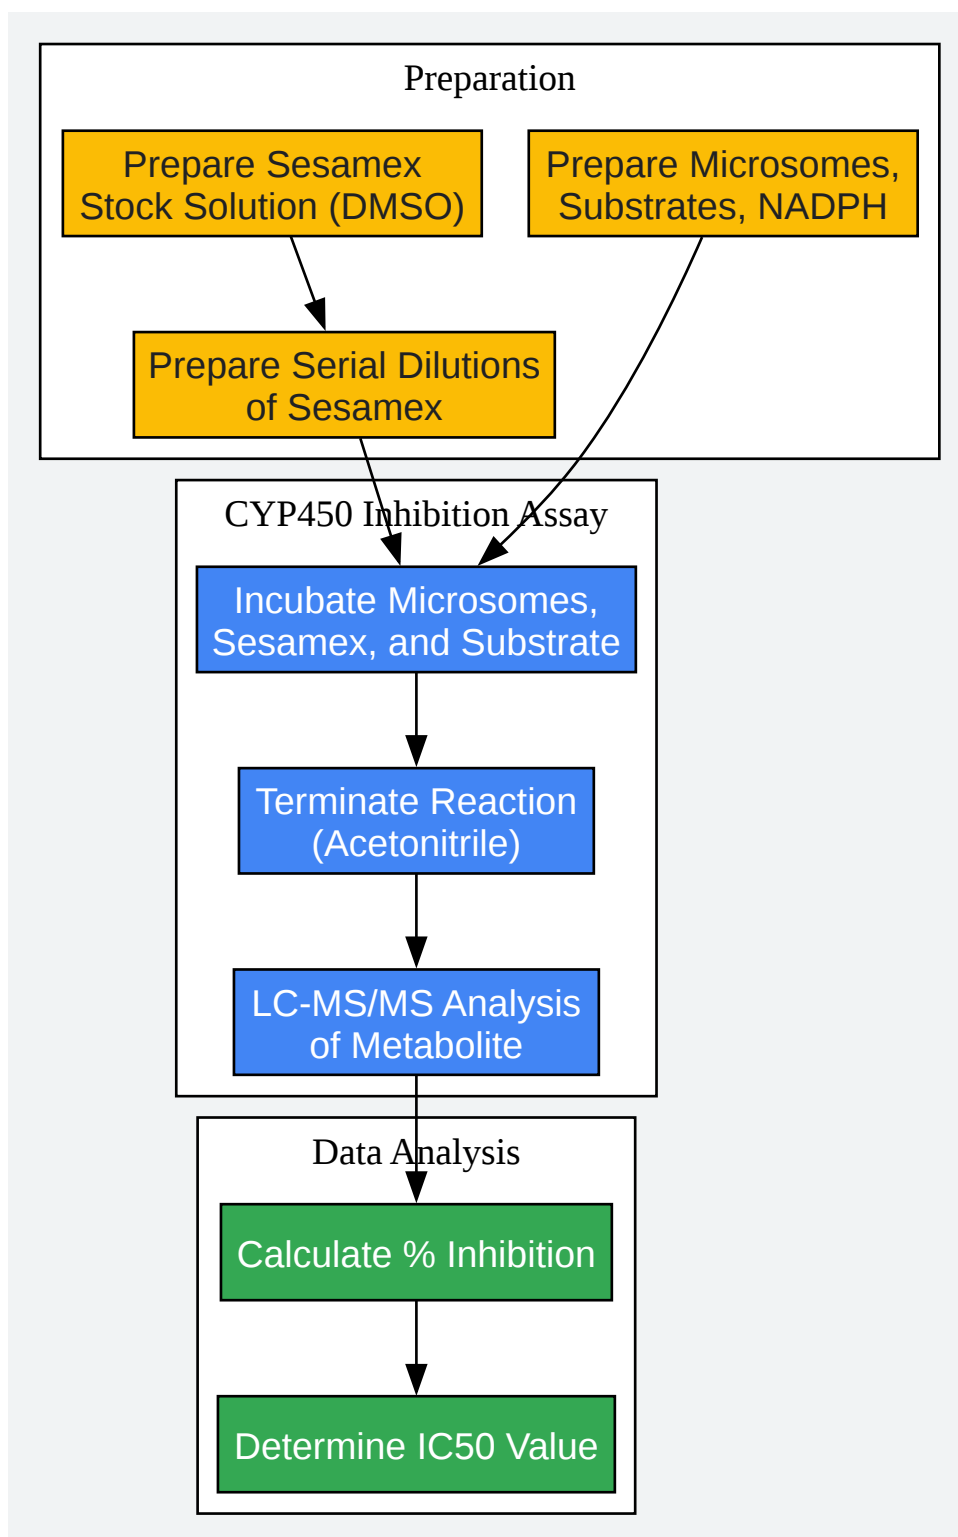 Preparation
Prepare Sesamex
Stock Solution (DMSO)
Prepare Microsomes,
Substrates, NADPH
Prepare Serial Dilutions
of Sesamex
CYP450 Inhibition Assay
Incubate Microsomes,
Sesamex, and Substrate
Terminate Reaction
(Acetonitrile)
LC-MS/MS Analysis
of Metabolite
Data Analysis
Calculate % Inhibition
Determine IC50 Value